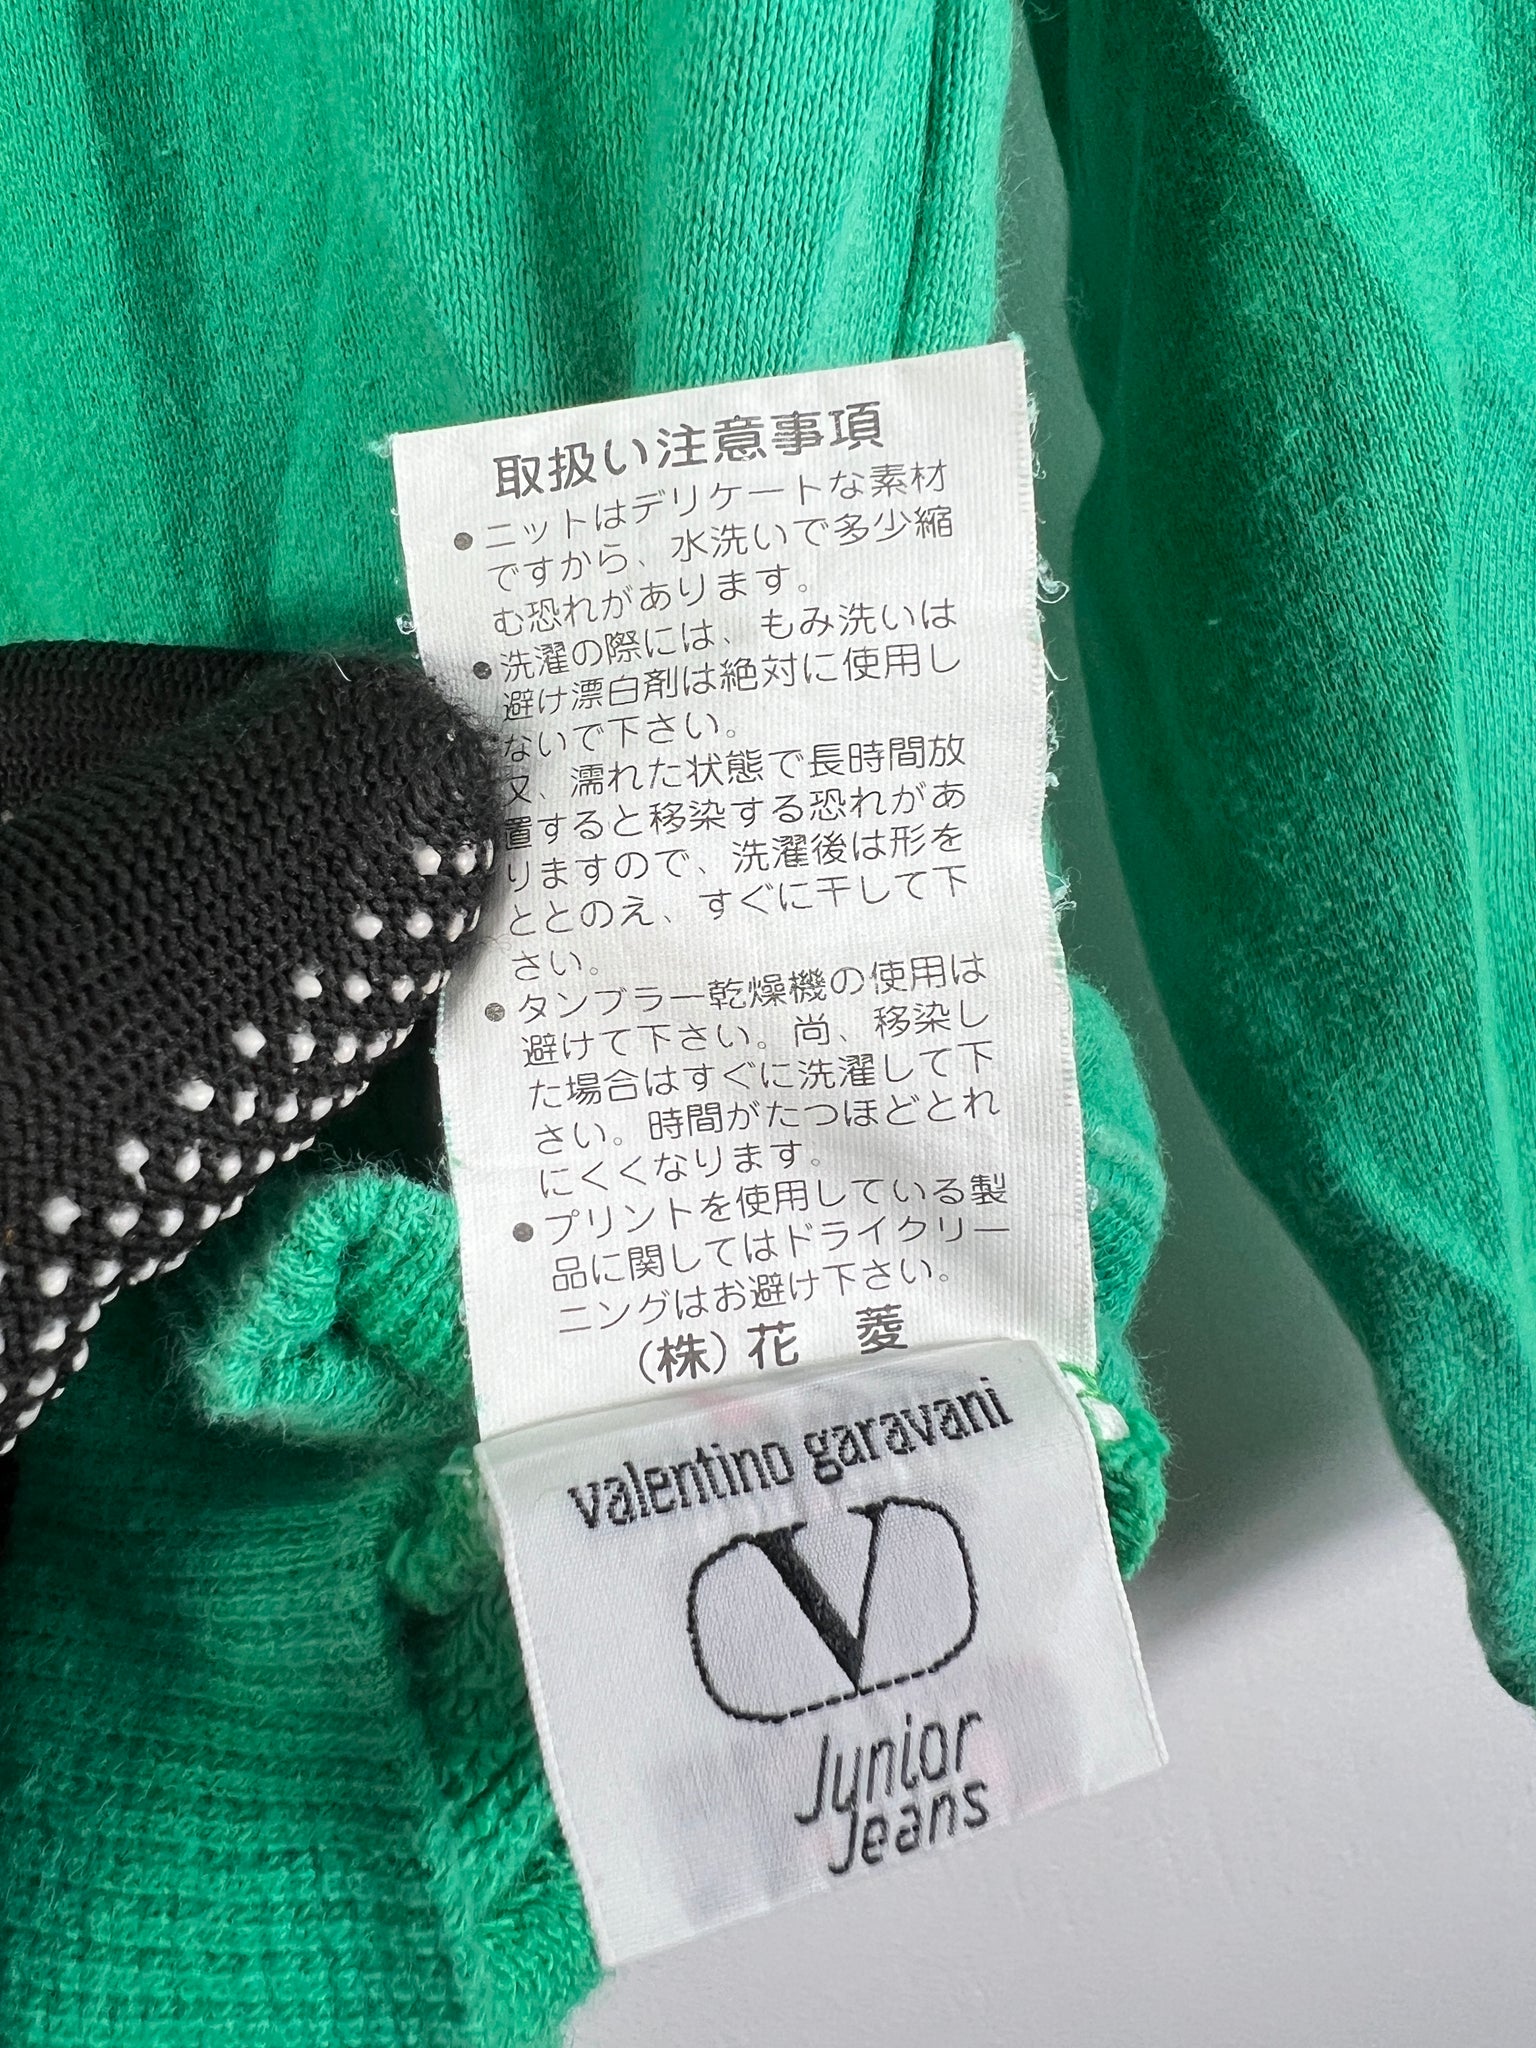 取扱い注意事項
●ニットはデリケートな素材
ですから、水洗いで多少縮
む恐れがあります。
●洗濯の際には、もみ洗いは
避け漂白剤は絶対に使用し
ないで下さい。
又、濡れた状態で長時間放
置すると移染する恐れがあ
りますので、洗濯後は形を
ととのえ、すぐに干して下
さい。
●タンブラー乾燥機の使用は
避けて下さい。尚、移染し
た場合はすぐに洗濯して下
さい。時間がたつほどとれ
にくくなります。
●プリントを使用している製
品に関してはドライクリー
ニングはお避け下さい。
(株)花　菱
valentino garavani
V
Junior
Jeans